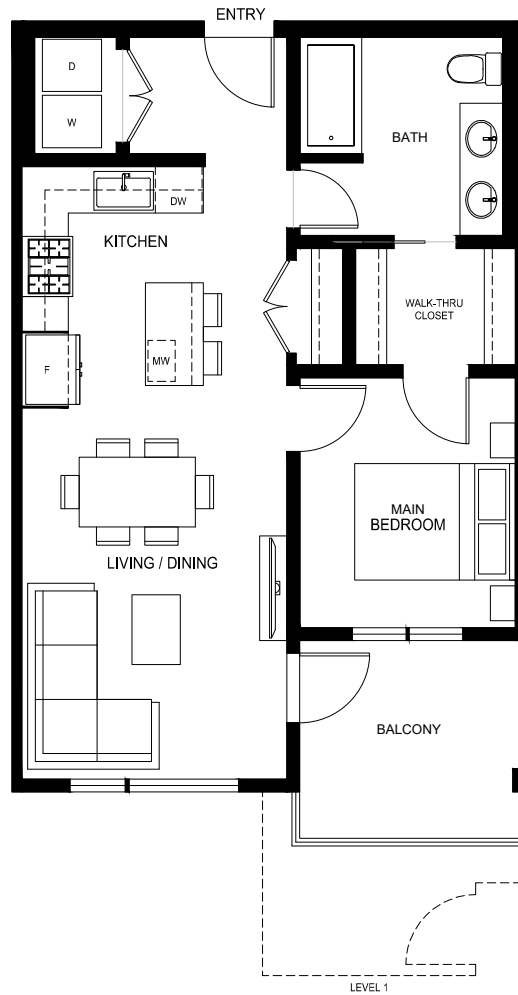 ENTRY
D
W
BATH
DW
KITCHEN
WALK-THRU
CLOSET
MW
F
MAIN
BEDROOM
LIVING / DINING
BALCONY
LEVEL 1